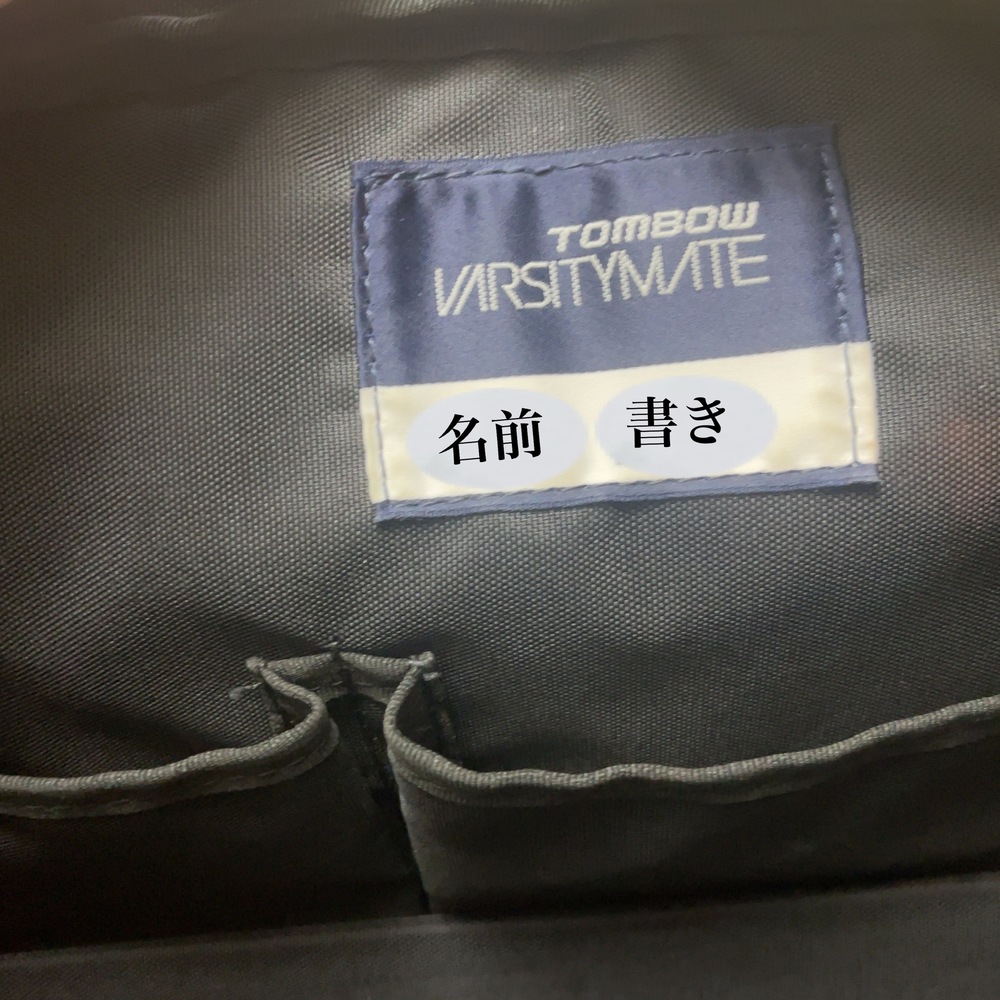 TOMBOW
VARSITYMATE
名前 書き